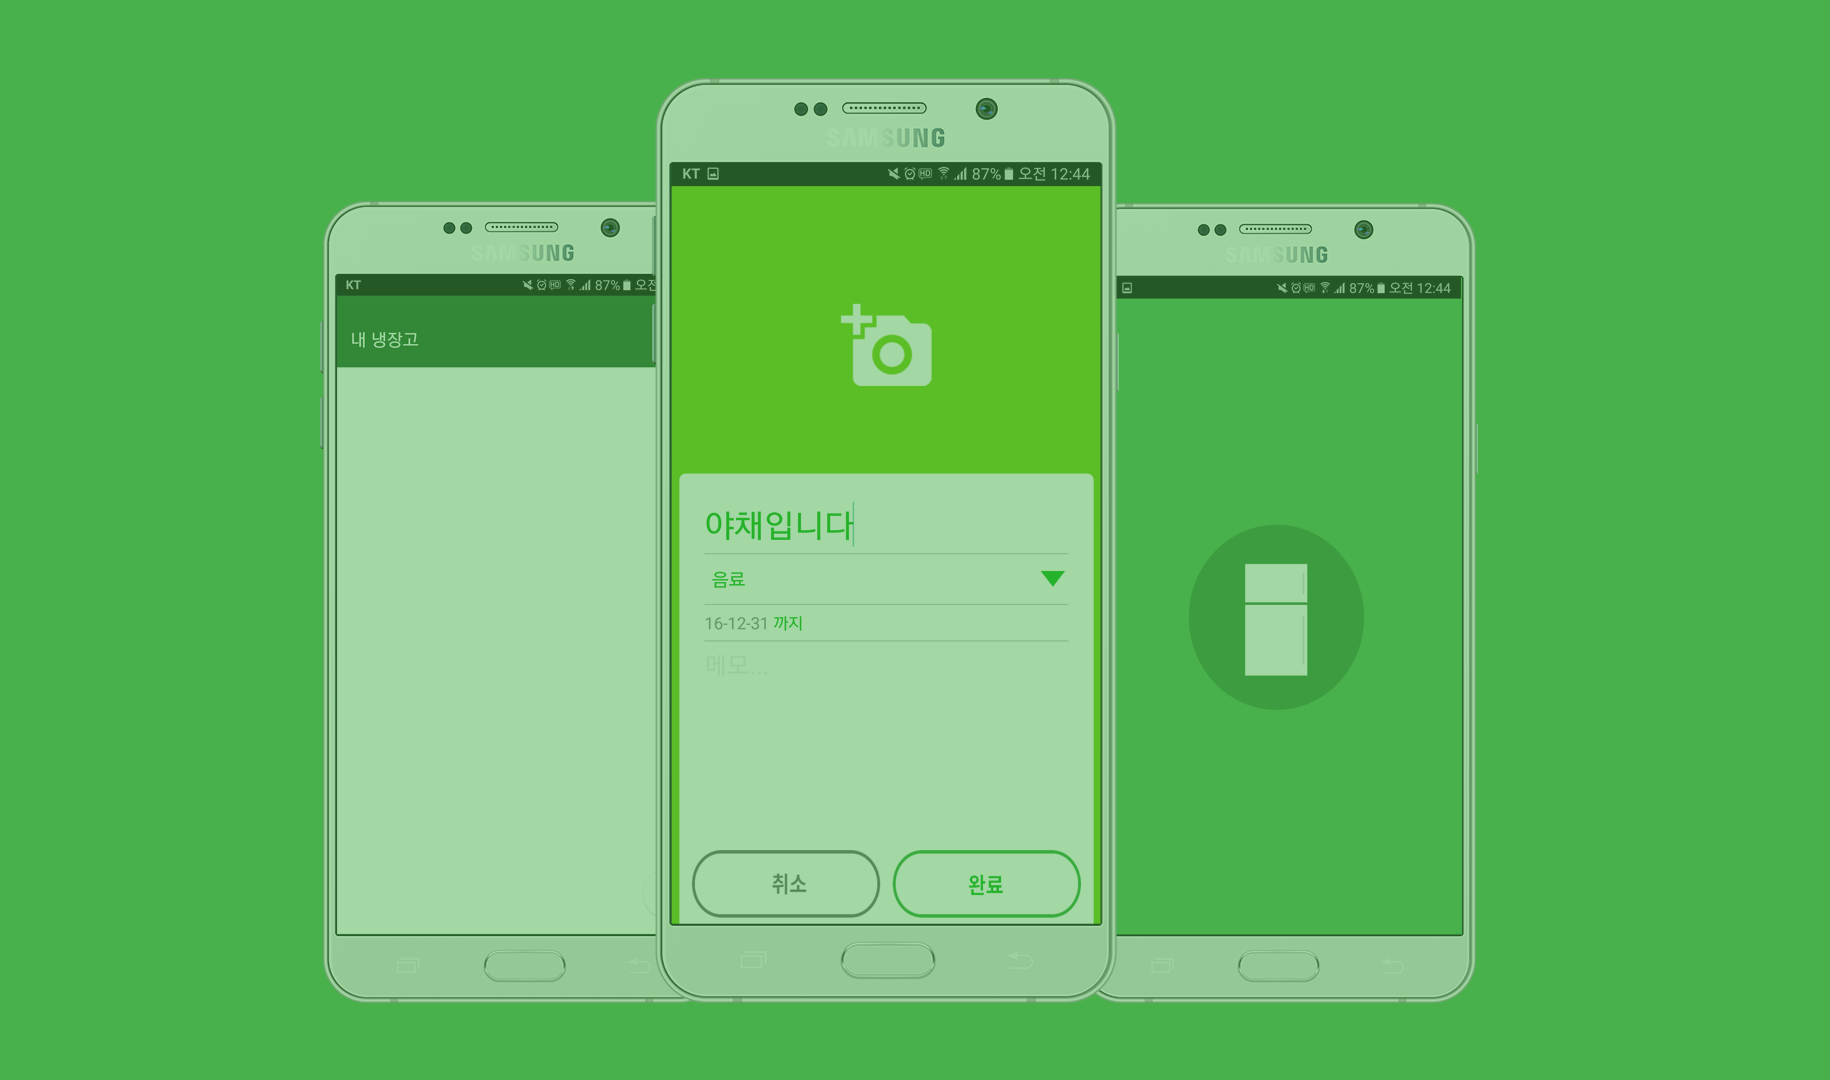 SAMSUNG
KT 87% 오전
내 냉장고
SAMSUNG
KT HD 87% 오전 12:44
야채입니다
음료
16-12-31 까지
메모...
취소
완료
SAMSUNG
87% 오전 12:44